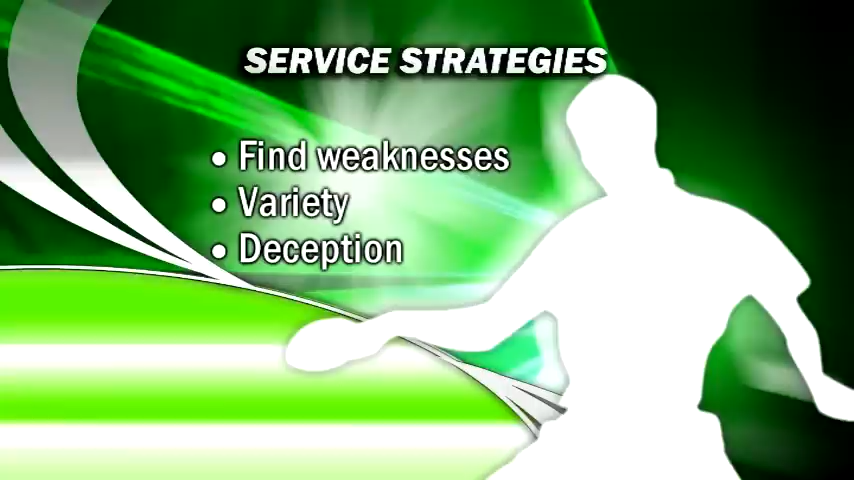 SERVICE STRATEGIES
• Find weaknesses
• Variety
• Deception